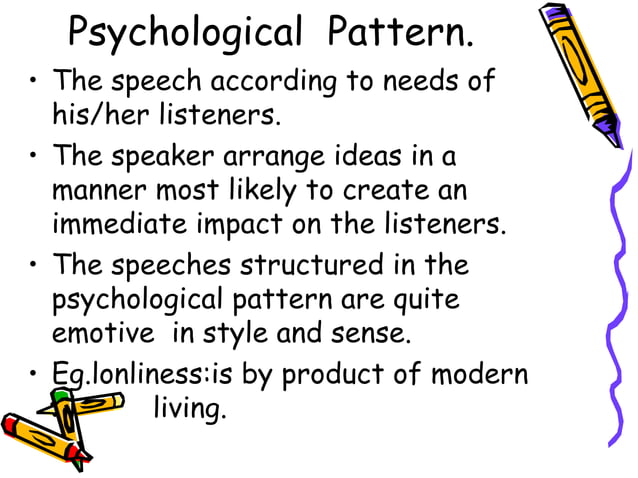 Psychological Pattern.
• The speech according to needs of
his/her listeners.
• The speaker arrange ideas in a
manner most likely to create an
immediate impact on the listeners.
• The speeches structured in the
psychological pattern are quite
emotive in style and sense.
• Eg.lonliness:is by product of modern
living.